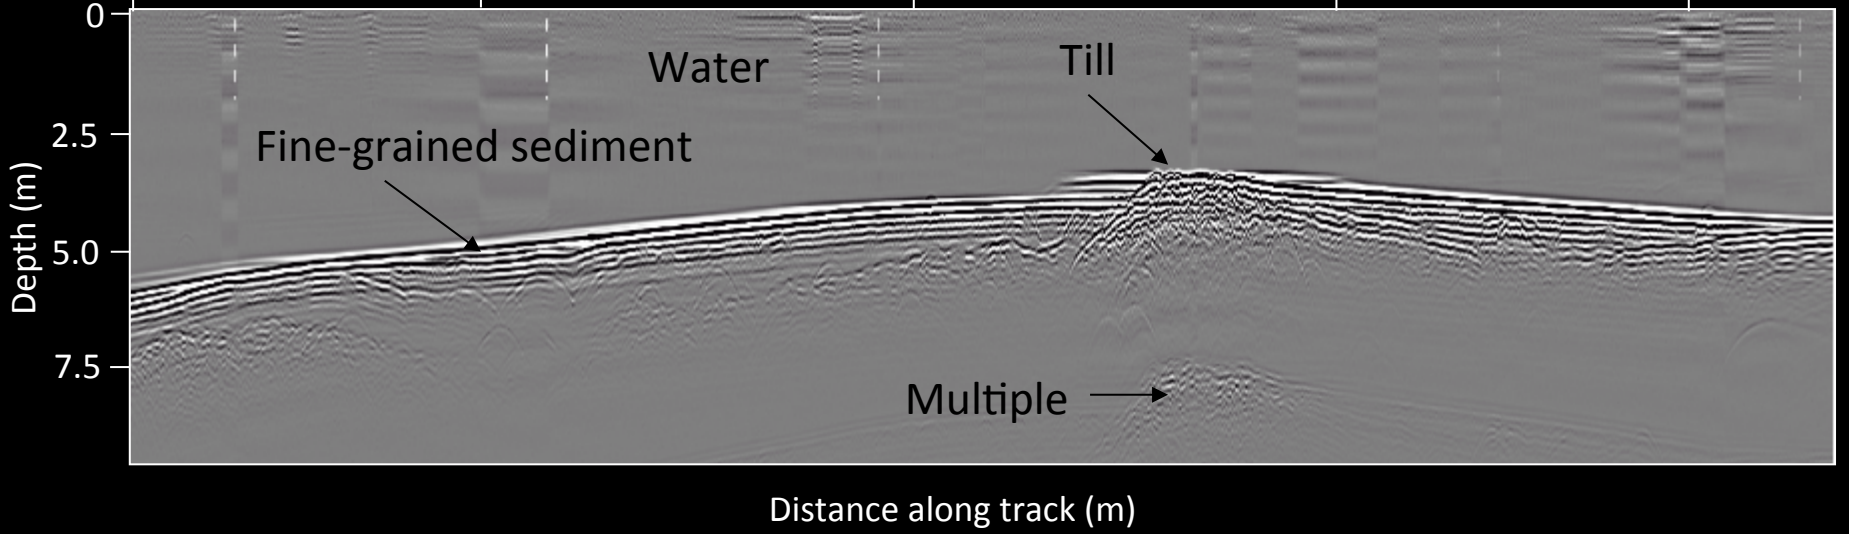 0
Water
Till
2.5
Fine-grained sediment
Depth (m)
5.0
7.5
Multiple
Distance along track (m)